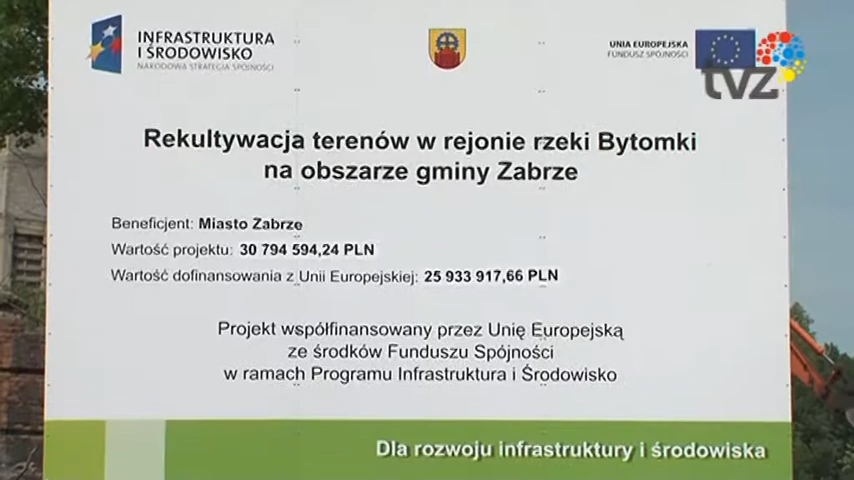 INFRASTRUKTURA
I ŚRODOWISKO
NARODOWA STRATEGIA SPÓJNOŚCI
UNIA EUROPEJSKA
FUNDUSZ SPÓJNOŚCI
tvz
Rekultywacja terenów w rejonie rzeki Bytomki
na obszarze gminy Zabrze
Beneficjent: Miasto Zabrze
Wartość projektu: 30 794 594,24 PLN
Wartość dofinansowania z Unii Europejskiej: 25 933 917,66 PLN
Projekt współfinansowany przez Unię Europejską
ze środków Funduszu Spójności
w ramach Programu Infrastruktura i Środowisko
Dla rozwoju infrastruktury i środowiska